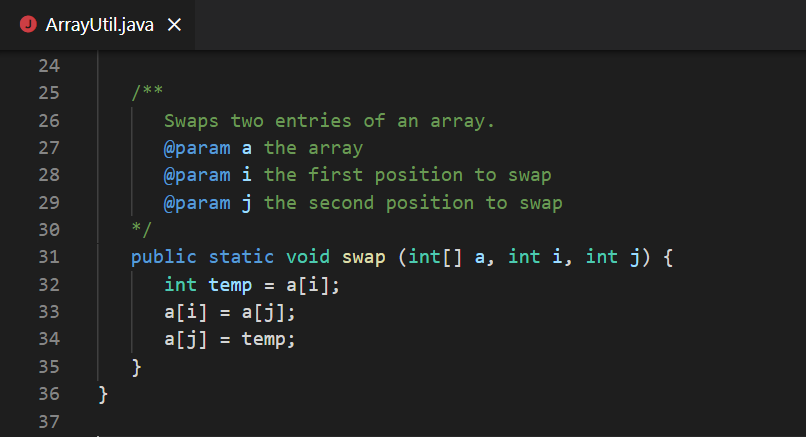 J ArrayUtil.java ×
24
25 /**
26 Swaps two entries of an array.
27 @param a the array
28 @param i the first position to swap
29 @param j the second position to swap
30 */
31 public static void swap (int[] a, int i, int j) {
32 int temp = a[i];
33 a[i] = a[j];
34 a[j] = temp;
35 }
36 }
37